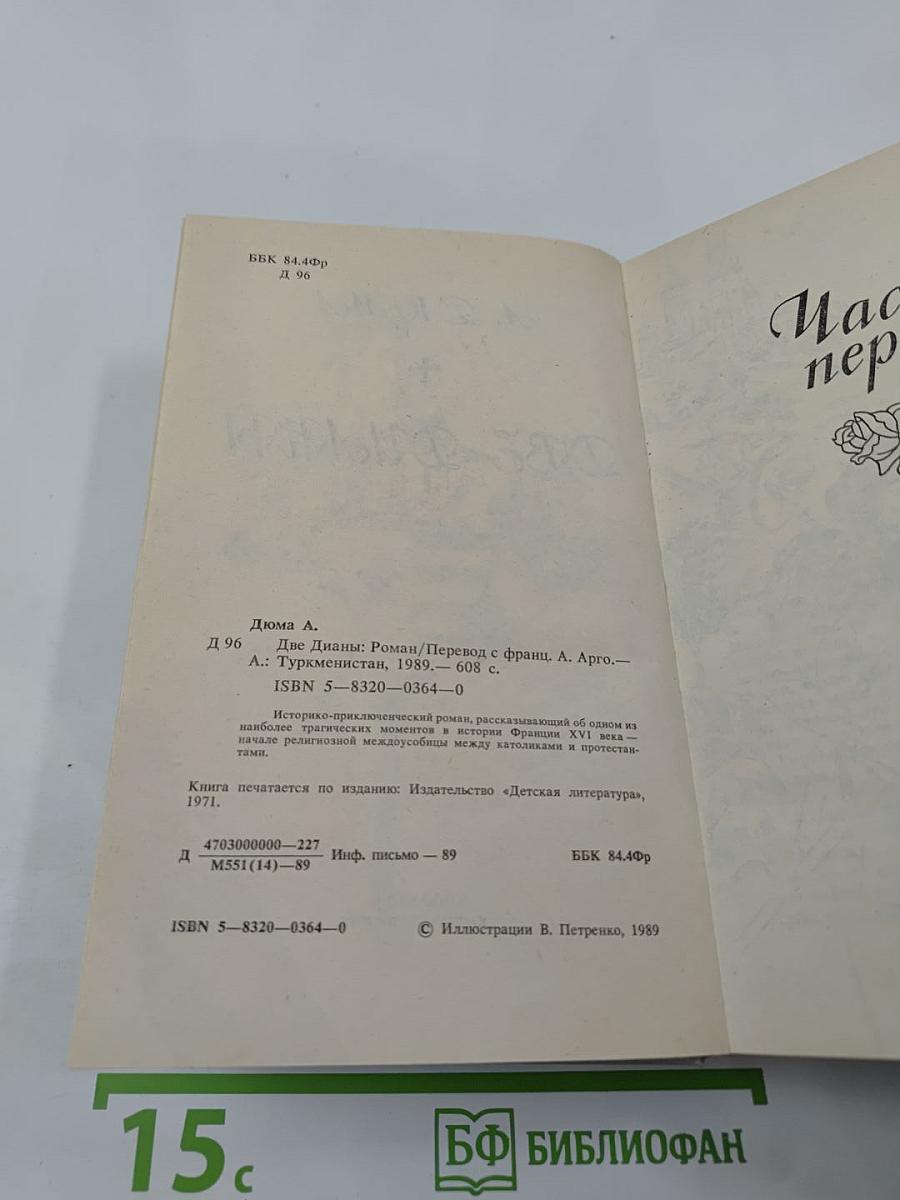 ББК 84.4Фр
Д 96
Дюма А.
Д 96 Две Дианы: Роман/Перевод с франц. А. Арго.—
А.: Туркменистан, 1989.— 608 с.
ISBN 5—8320—0364—0
Историко-приключенческий роман, рассказывающий об одном из
наиболее трагических моментов в истории Франции XVI века —
начале религиозной междоусобицы между католиками и протестан-
тами.
Книга печатается по изданию: Издательство «Детская литература»,
1971.
Д 4703000000—227 Инф. письмо — 89 ББК 84.4Фр
М551(14)—89
ISBN 5—8320—0364—0 © Иллюстрации В. Петренко, 1989
Час
пер
15 с
БФ БИБЛИОФАН